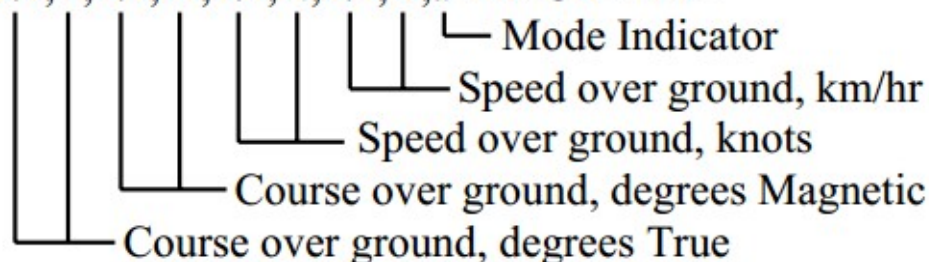 Mode Indicator
Speed over ground, km/hr
Speed over ground, knots
Course over ground, degrees Magnetic
Course over ground, degrees True